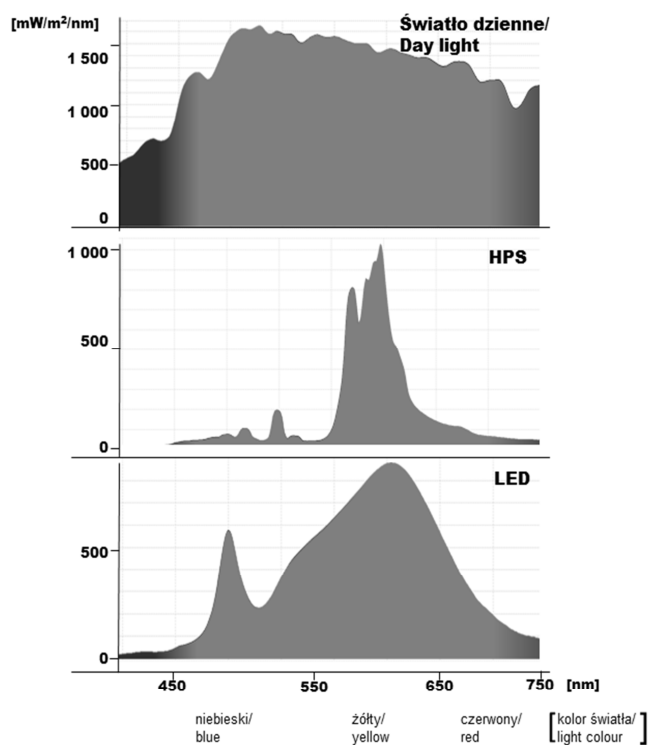 [mW/m²/nm]
Światło dzienne/
Day light
1 500
1 000
500
0
1 000
HPS
500
0
LED
500
0
450
550
650
750
[nm]
niebieski/
blue
żółty/
yellow
czerwony/
red
[kolor światła/
light colour]